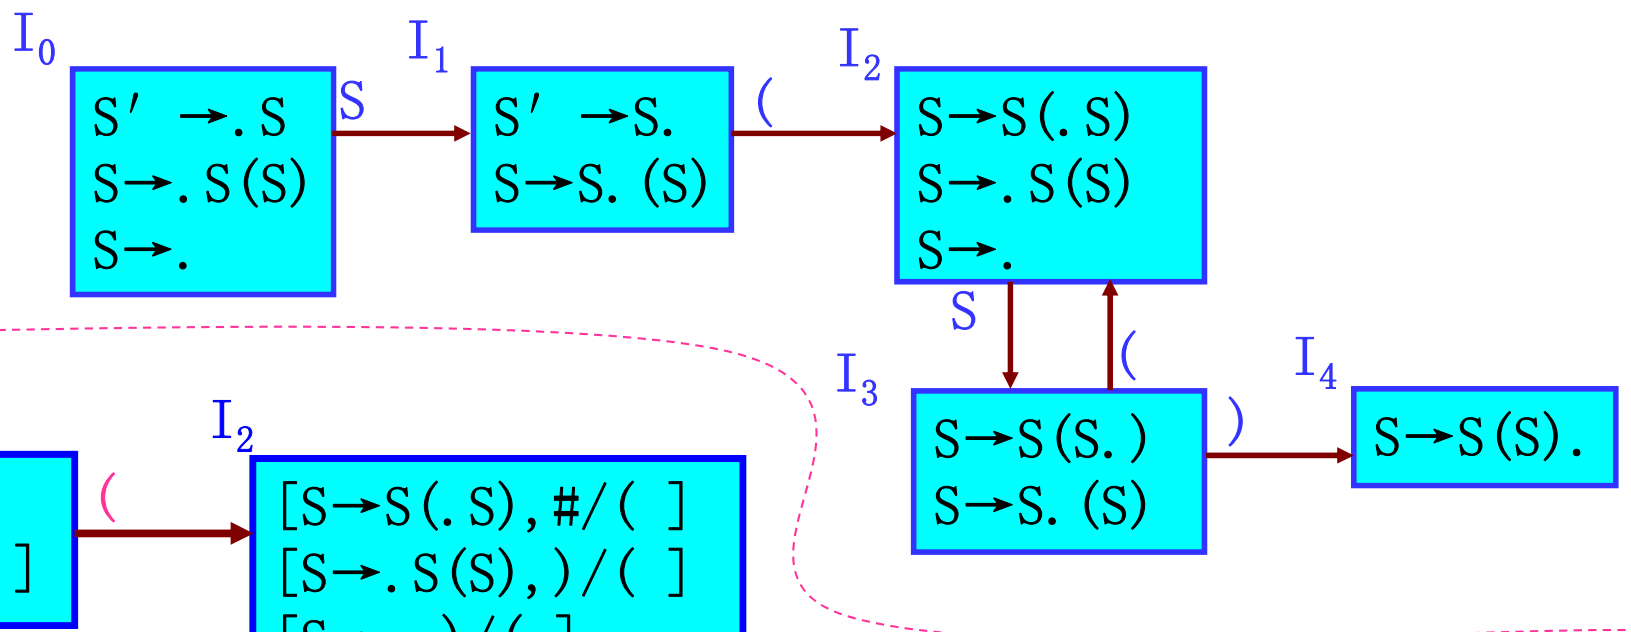 I0
S' →.S
S→.S(S)
S→.
S
I1
S' →S.
S→S.(S)
(
I2
S→S(.S)
S→.S(S)
S→.
S
(
I3
S→S(S.)
S→S.(S)
)
I4
S→S(S).
]
(
I2
[S→S(.S),#/( ]
[S→.S(S),)/( ]